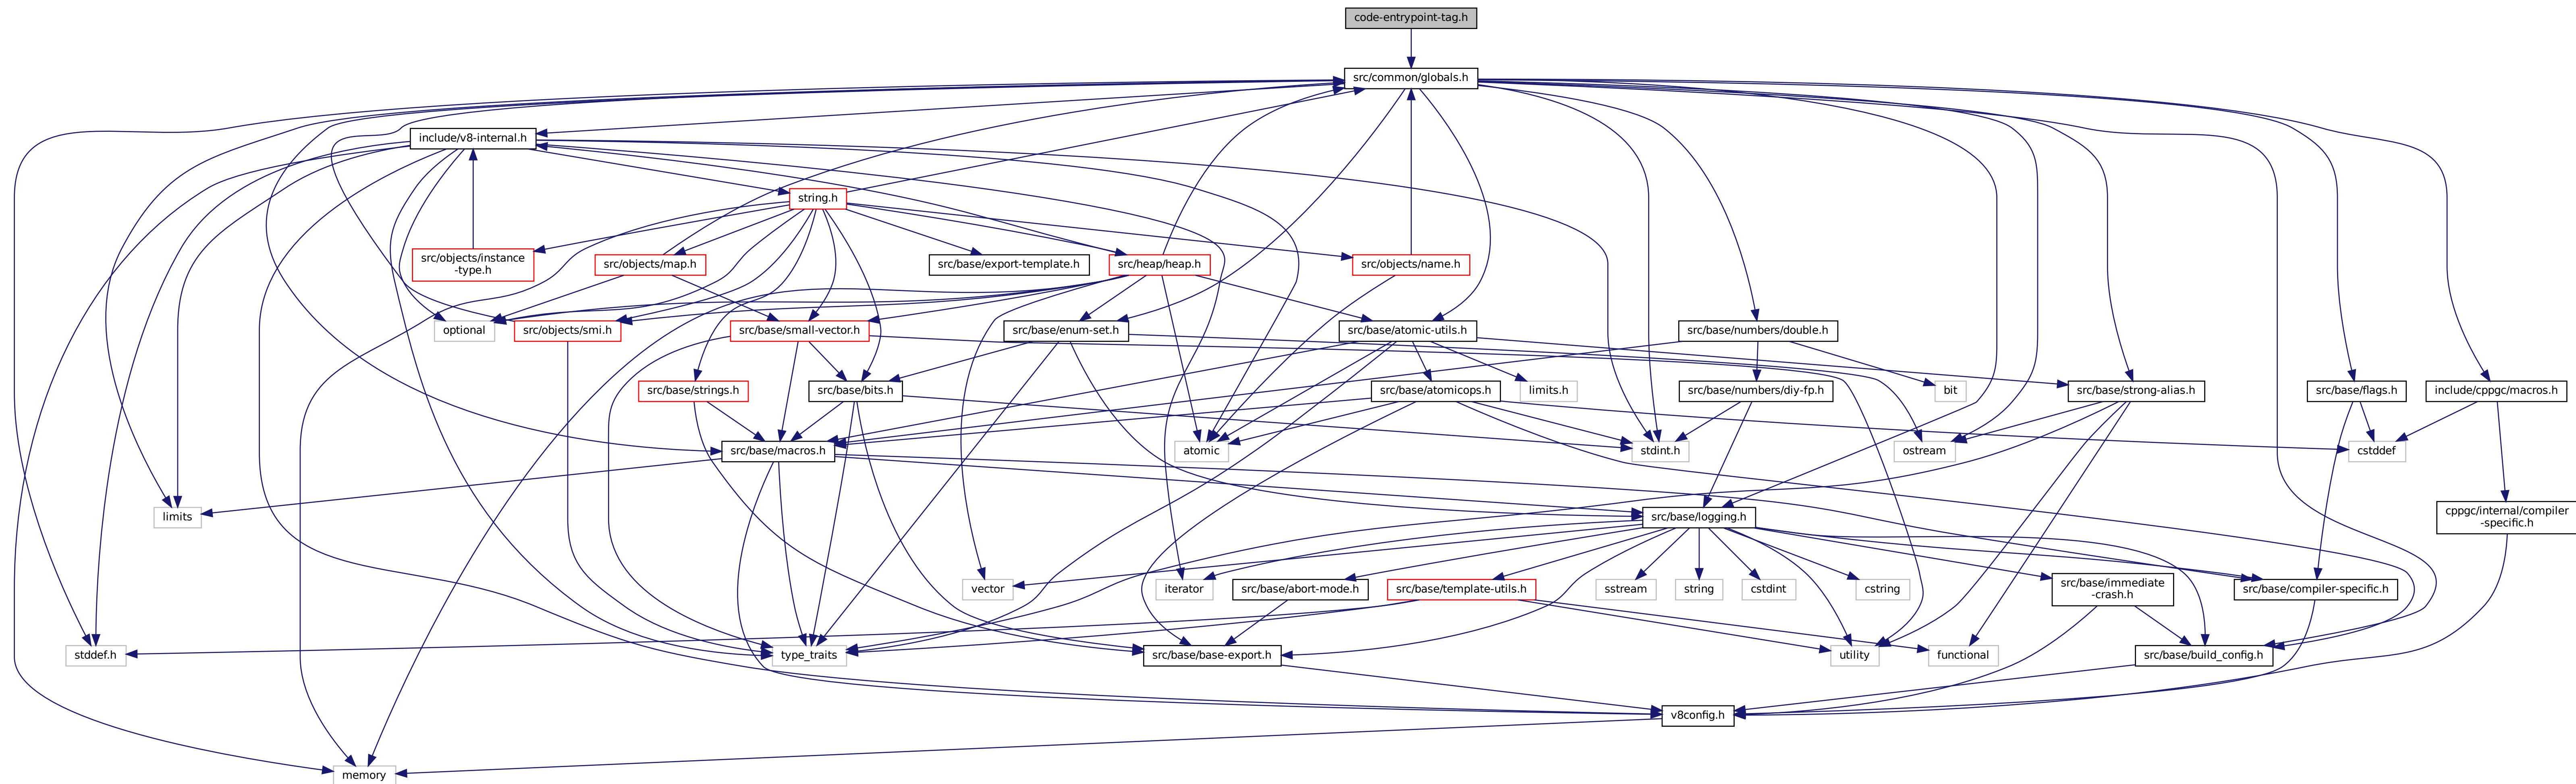 code-entrypoint-tag.h
src/common/globals.h
include/v8-internal.h
string.h
src/objects/instance
-type.h
src/objects/map.h
src/base/export-template.h
src/heap/heap.h
src/objects/name.h
optional
src/objects/smi.h
src/base/small-vector.h
src/base/enum-set.h
src/base/atomic-utils.h
src/base/numbers/double.h
src/base/strings.h
src/base/bits.h
src/base/atomicops.h
limits.h
src/base/numbers/diy-fp.h
bit
src/base/strong-alias.h
src/base/flags.h
include/cppgc/macros.h
src/base/macros.h
atomic
stdint.h
ostream
cstddef
limits
src/base/logging.h
cppgc/internal/compiler
-specific.h
vector
iterator
src/base/abort-mode.h
src/base/template-utils.h
sstream
string
cstdint
cstring
src/base/immediate
-crash.h
src/base/compiler-specific.h
stddef.h
type_traits
src/base/base-export.h
utility
functional
src/base/build_config.h
v8config.h
memory